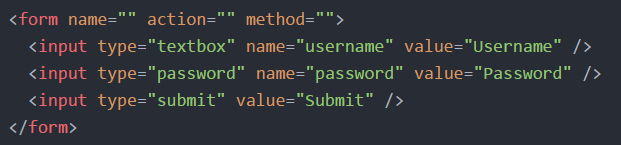 <form name="" action="" method="">
<input type="textbox" name="username" value="Username" />
<input type="password" name="password" value="Password" />
<input type="submit" value="Submit" />
</form>